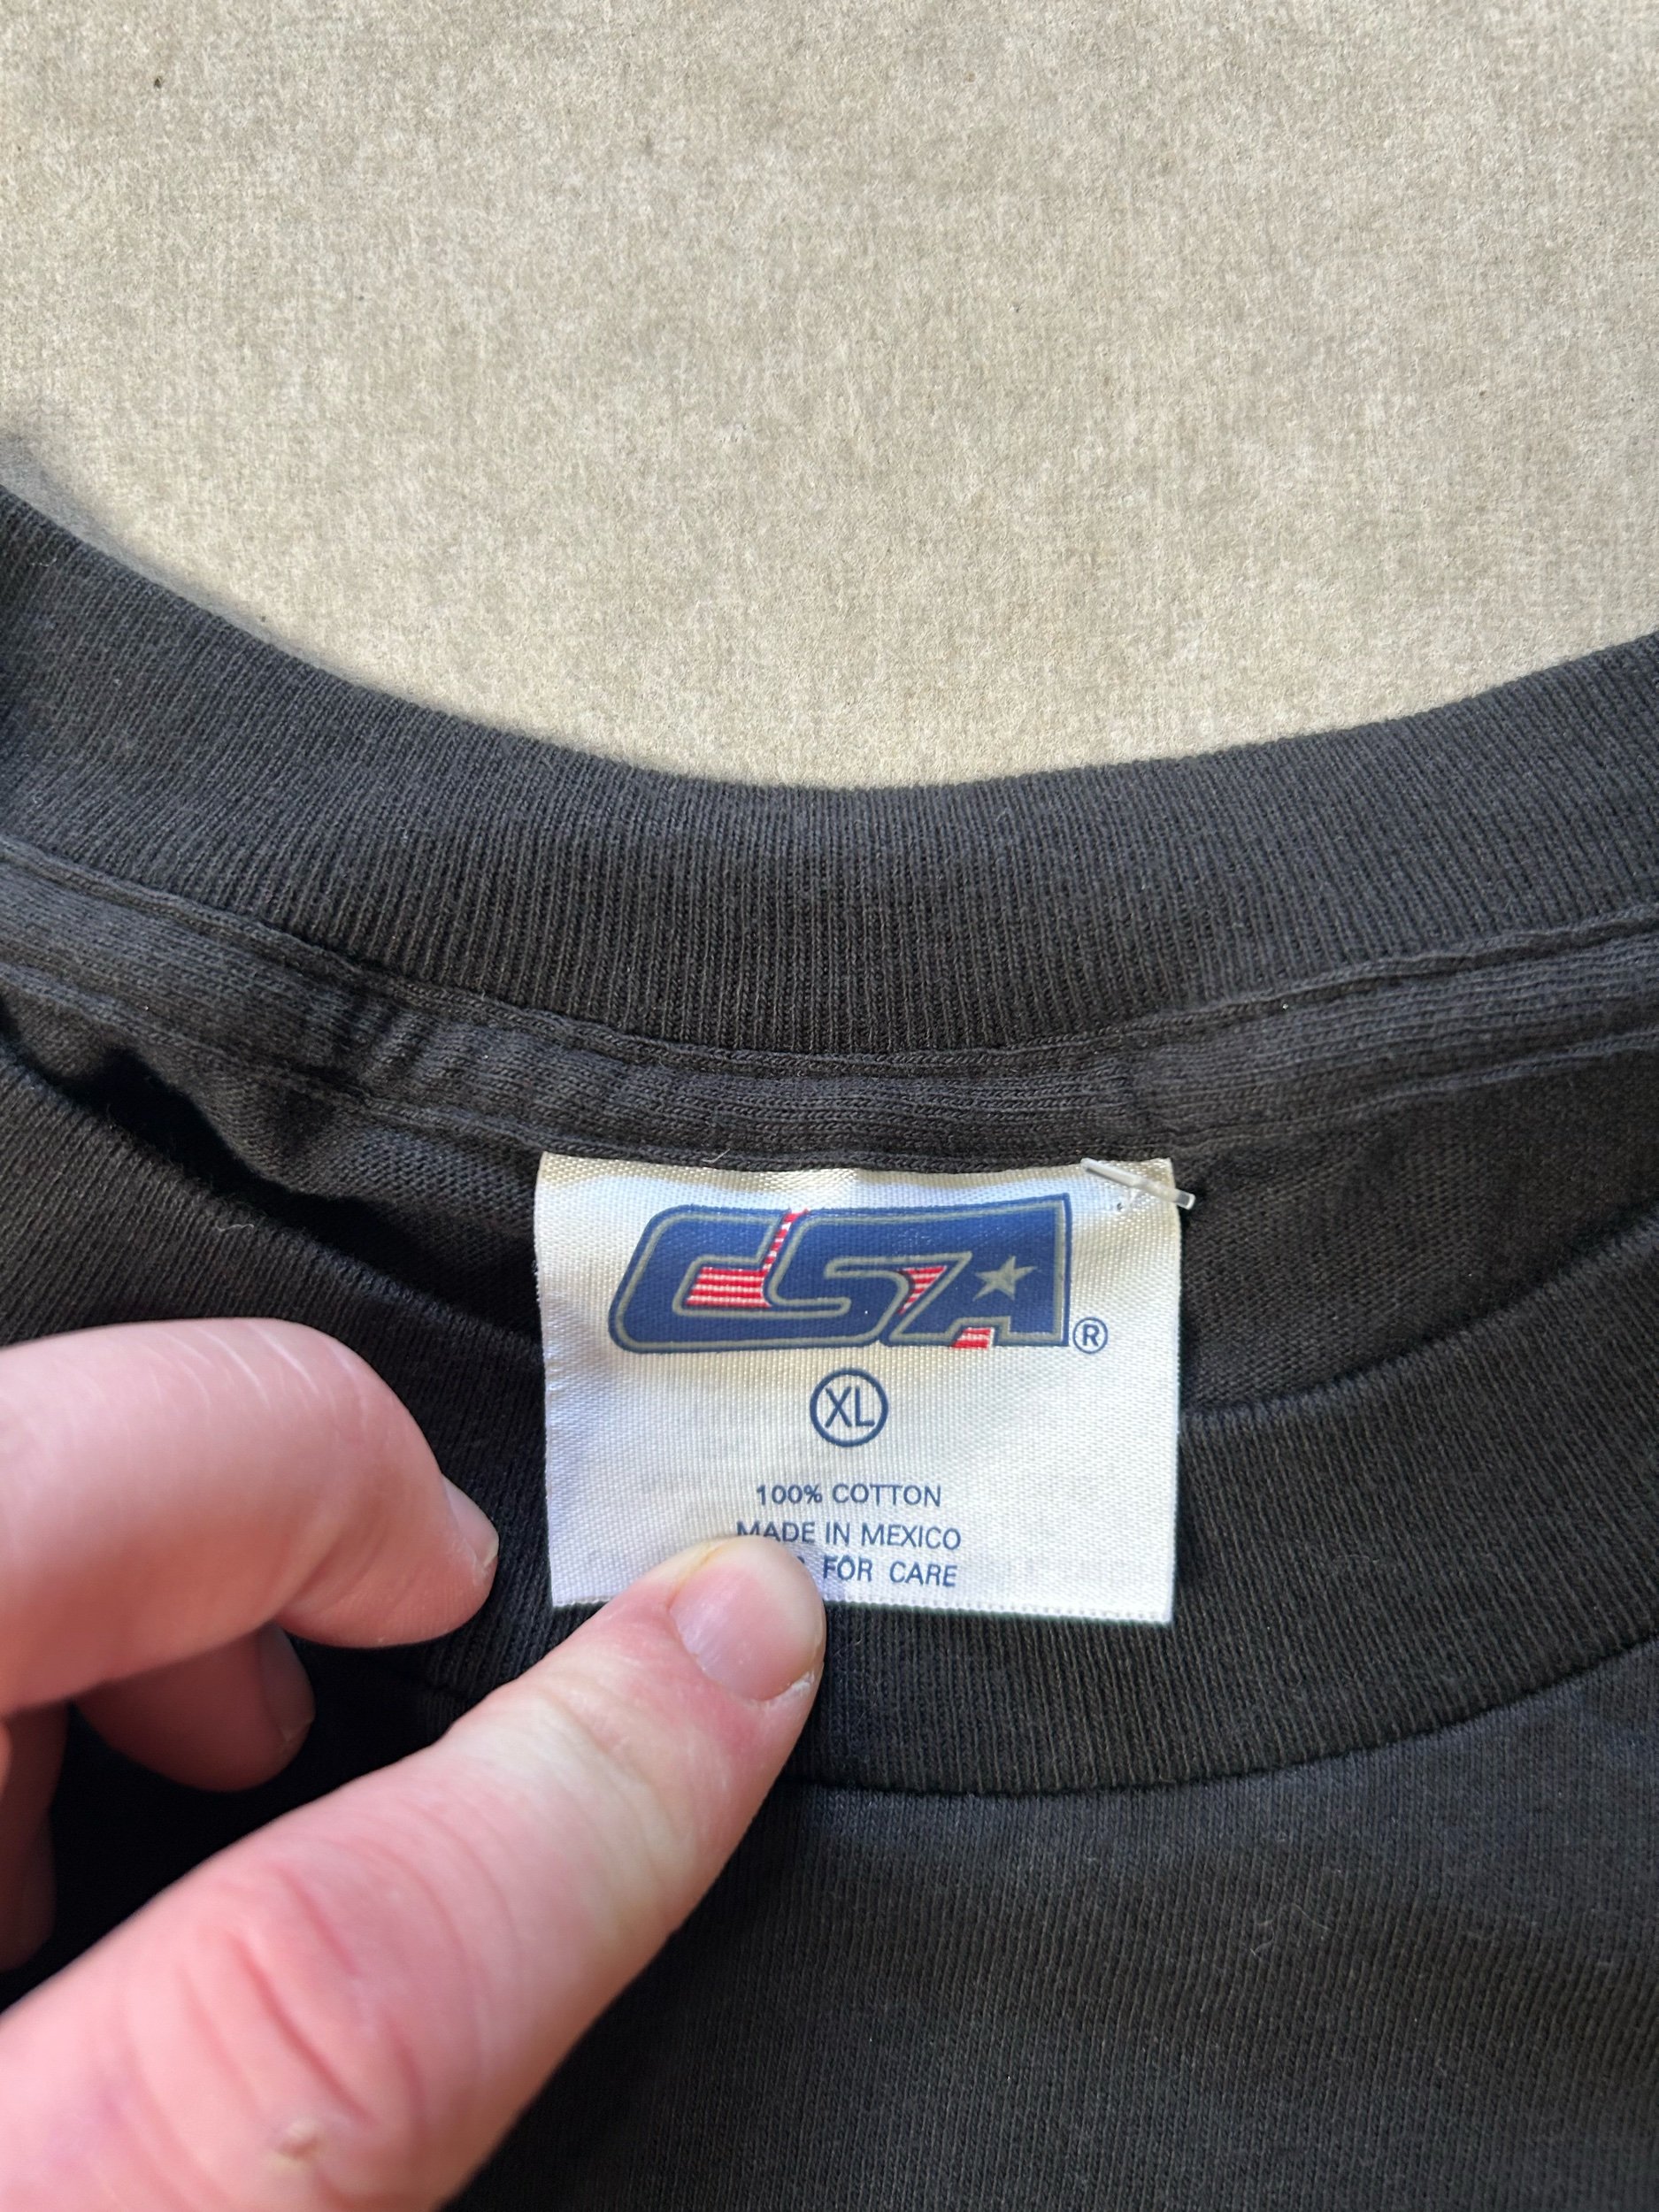 CSA®
XL
100% COTTON
MADE IN MEXICO
FOR CARE